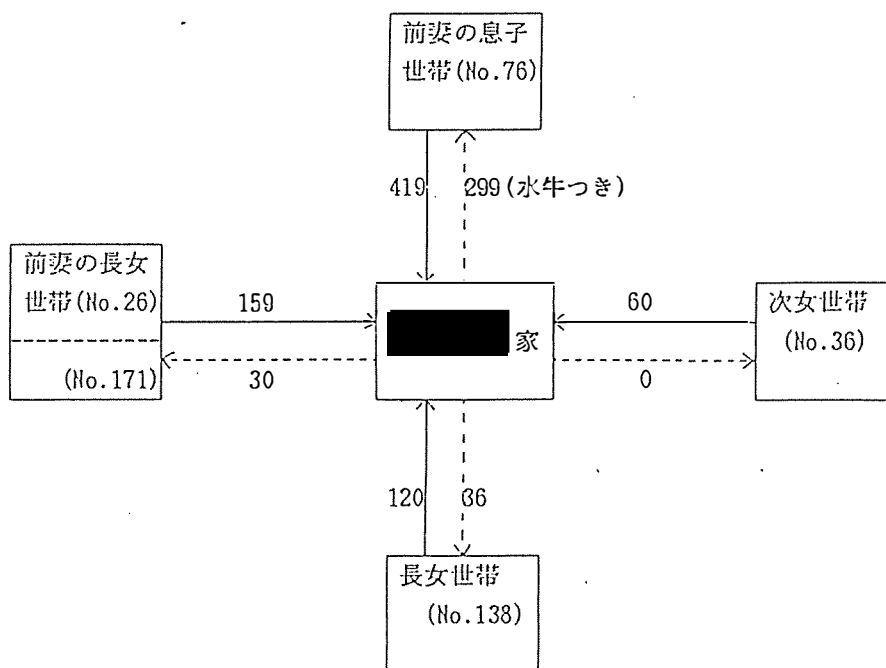 前妻の息子
世帯(No.76)
419
299(水牛つき)
前妻の長女
世帯(No.26)
(No.171)
159
30
家
60
0
次女世帯
(No.36)
120
36
長女世帯
(No.138)